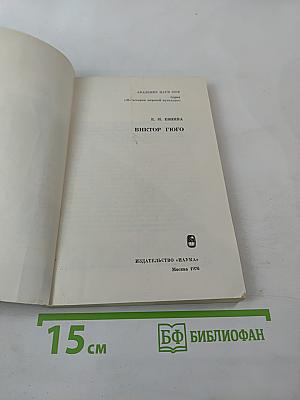 АКАДЕМИЯ НАУК СССР
Серия
«Из истории мировой культуры»
Е. М. ЕВНИНА
ВИКТОР ГЮГО
ИЗДАТЕЛЬСТВО «НАУКА»
Москва 1976
15 СМ
БФ БИБЛИОФАН